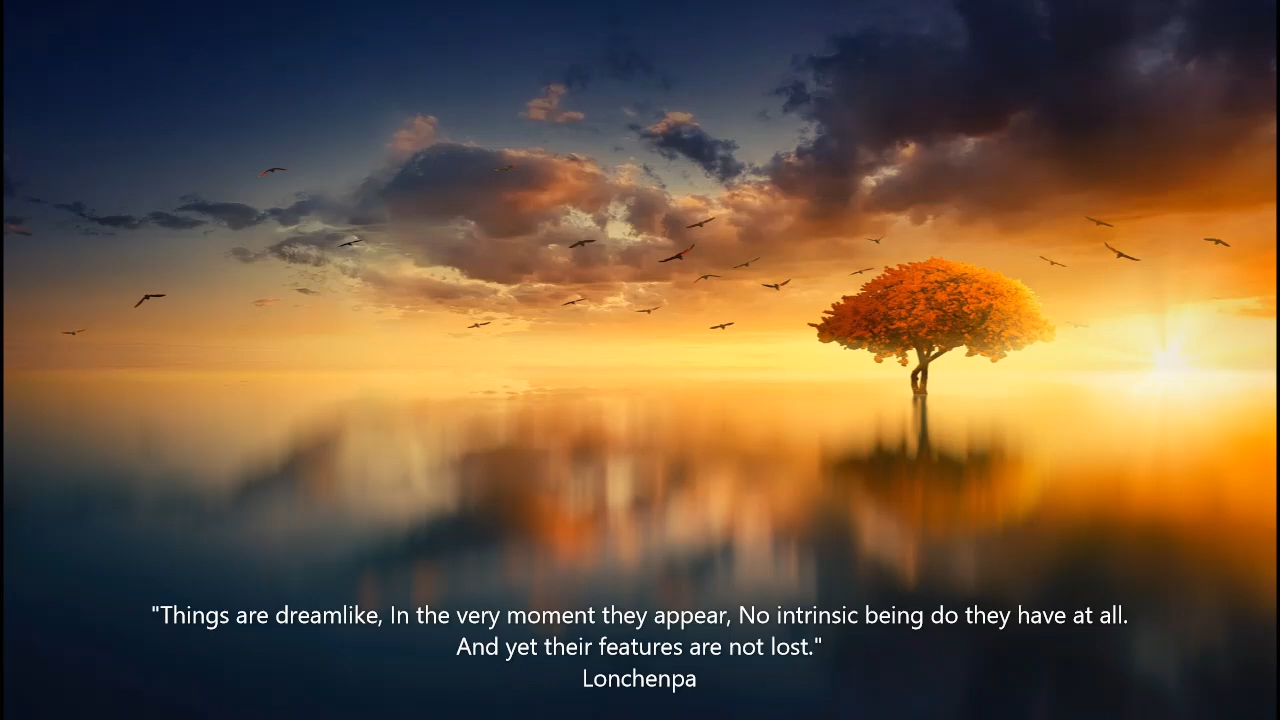 "Things are dreamlike, In the very moment they appear, No intrinsic being do they have at all.
And yet their features are not lost."
Lonchenpa